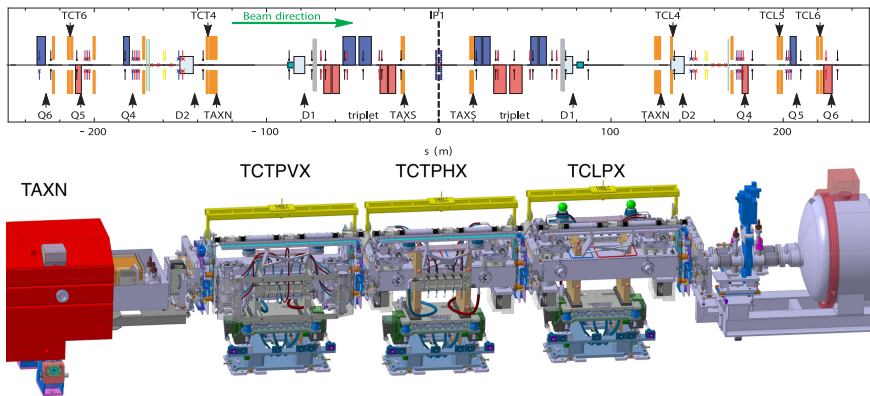 TCT6 TCT4 Beam direction IP1 TCL4 TCL5 TCL6
Q6 Q5 Q4 D2 TAXN D1 triplet TAXS TAXS triplet D1 TAXN D2 Q4 Q5 Q6
- 200 - 100 0 100 200
s (m)
TAXN TCTPVX TCTPHX TCLPX